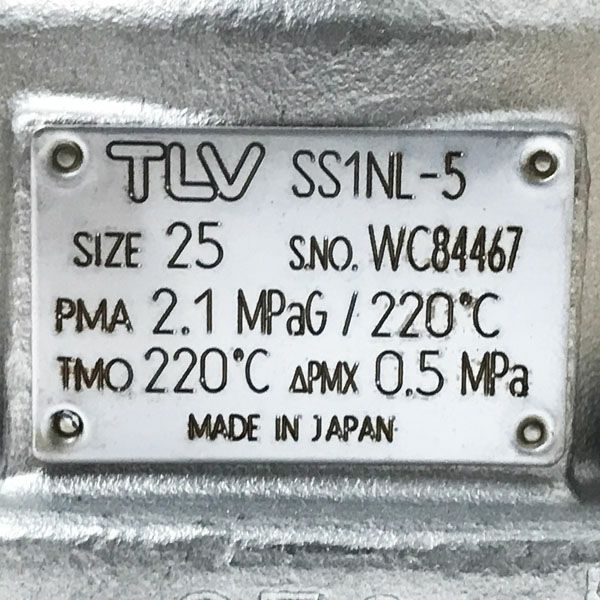 TLV SS1NL-5
SIZE 25 S.NO. WC84467
PMA 2.1 MPaG / 220°C
TMO 220°C ΔPMX 0.5 MPa
MADE IN JAPAN